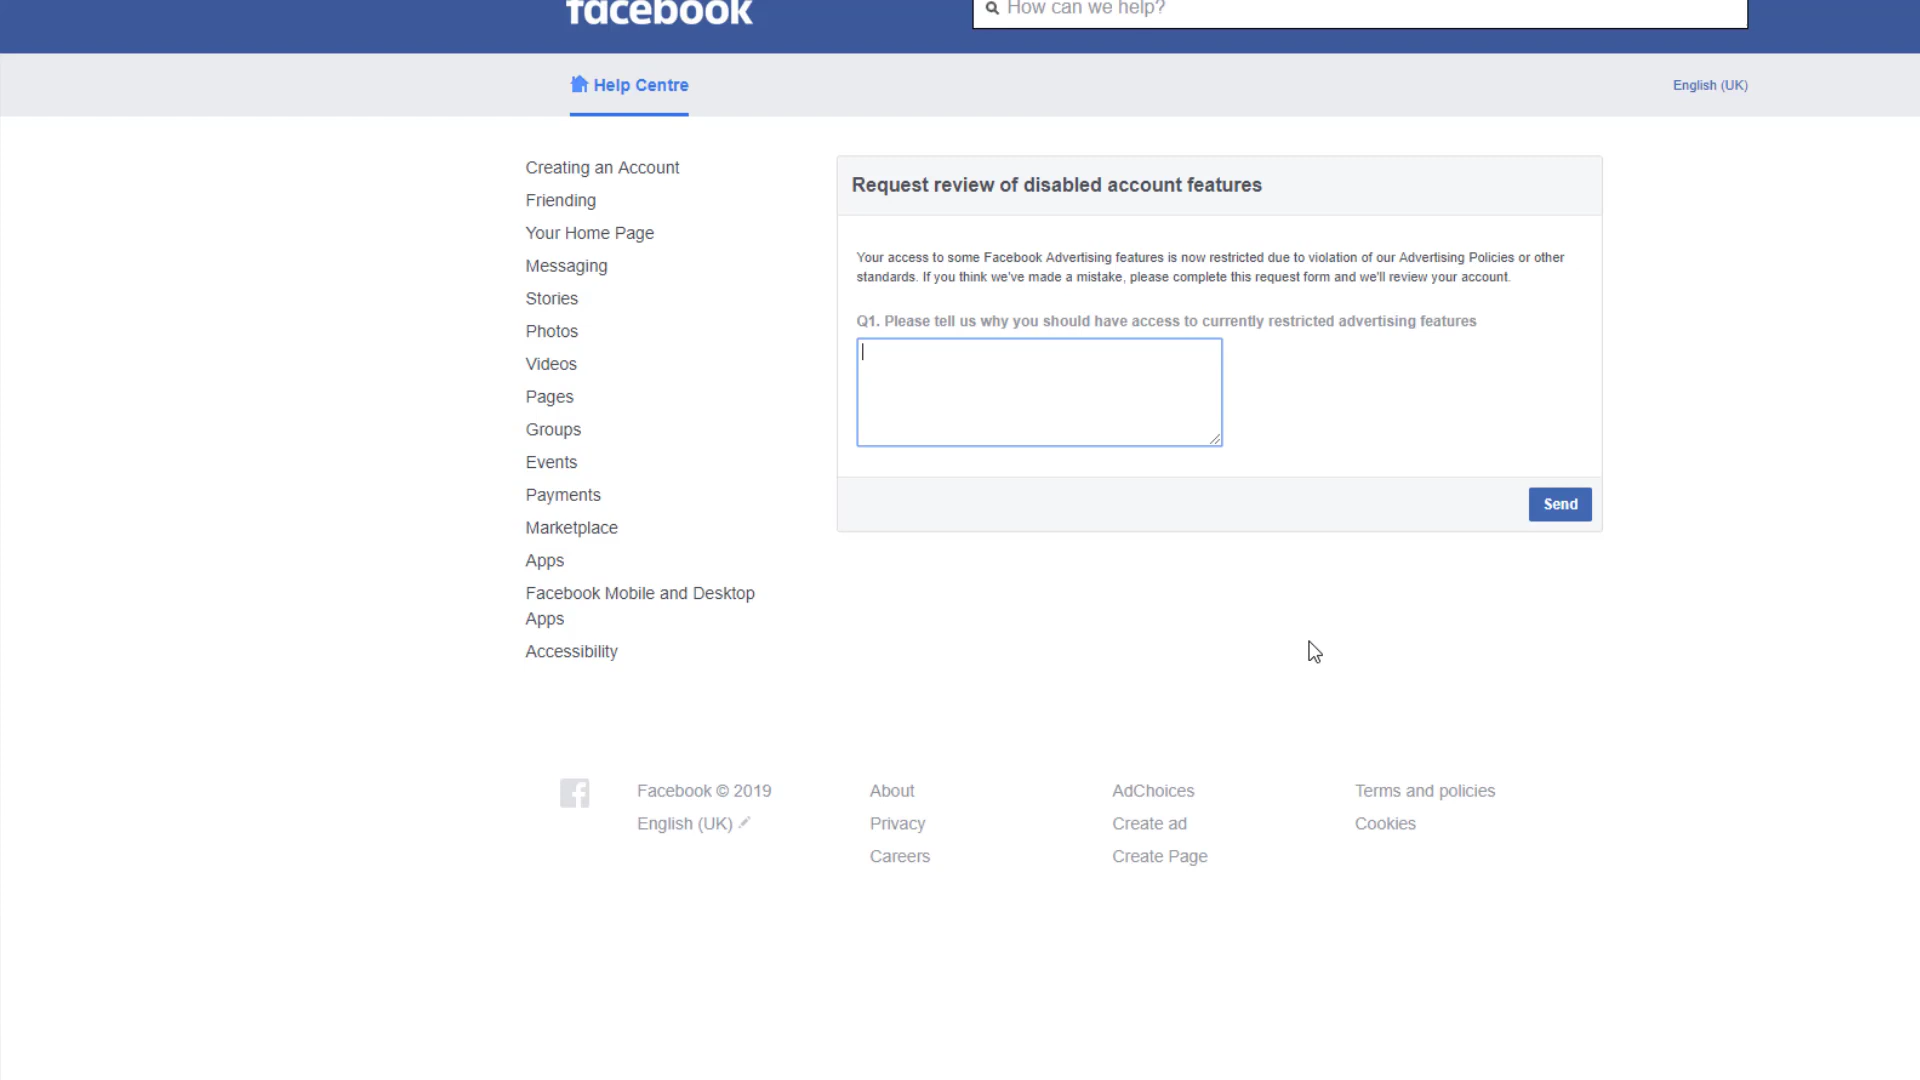 facebook
How can we help?
Help Centre
English (UK)
Creating an Account
Friending
Your Home Page
Messaging
Stories
Photos
Videos
Pages
Groups
Events
Payments
Marketplace
Apps
Facebook Mobile and Desktop
Apps
Accessibility
Request review of disabled account features
Your access to some Facebook Advertising features is now restricted due to violation of our Advertising Policies or other
standards. If you think we've made a mistake, please complete this request form and we'll review your account.
Q1. Please tell us why you should have access to currently restricted advertising features
Send
Facebook © 2019
English (UK)
About
Privacy
Careers
AdChoices
Create ad
Create Page
Terms and policies
Cookies